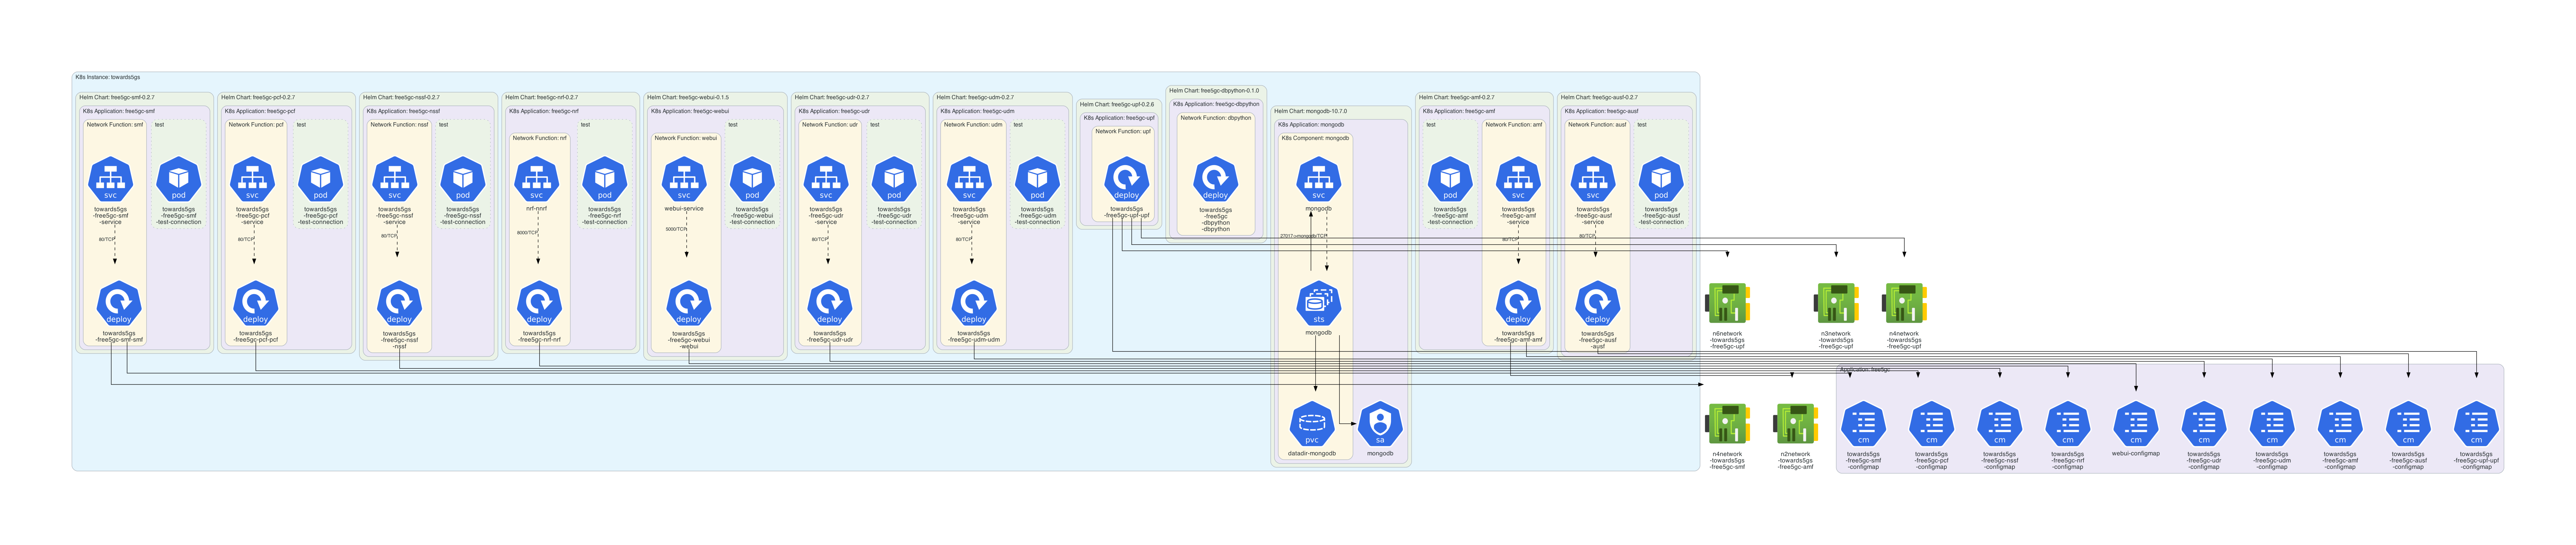 K8s Instance: towards5gs
Helm Chart: free5gc-smf-0.2.7
K8s Application: free5gc-smf
Network Function: smf
test
svc
towards5gs
-free5gc-smf
-service
pod
towards5gs
-free5gc-smf
-test-connection
80/TCP
deploy
towards5gs
-free5gc-smf-smf
Helm Chart: free5gc-pcf-0.2.7
K8s Application: free5gc-pcf
Network Function: pcf
test
svc
towards5gs
-free5gc-pcf
-service
pod
towards5gs
-free5gc-pcf
-test-connection
80/TCP
deploy
towards5gs
-free5gc-pcf-pcf
Helm Chart: free5gc-nssf-0.2.7
K8s Application: free5gc-nssf
Network Function: nssf
test
svc
towards5gs
-free5gc-nssf
-service
pod
towards5gs
-free5gc-nssf
-test-connection
80/TCP
deploy
towards5gs
-free5gc-nssf
-nssf
Helm Chart: free5gc-nrf-0.2.7
K8s Application: free5gc-nrf
test
Network Function: nrf
svc
nrf-nnrf
pod
towards5gs
-free5gc-nrf
-test-connection
8000/TCP
deploy
towards5gs
-free5gc-nrf-nrf
Helm Chart: free5gc-webui-0.1.5
K8s Application: free5gc-webui
test
Network Function: webui
svc
webui-service
pod
towards5gs
-free5gc-webui
-test-connection
5000/TCP
deploy
towards5gs
-free5gc-webui
-webui
Helm Chart: free5gc-udr-0.2.7
K8s Application: free5gc-udr
Network Function: udr
test
svc
towards5gs
-free5gc-udr
-service
pod
towards5gs
-free5gc-udr
-test-connection
80/TCP
deploy
towards5gs
-free5gc-udr-udr
Helm Chart: free5gc-udm-0.2.7
K8s Application: free5gc-udm
Network Function: udm
test
svc
towards5gs
-free5gc-udm
-service
pod
towards5gs
-free5gc-udm
-test-connection
80/TCP
deploy
towards5gs
-free5gc-udm-udm
Helm Chart: free5gc-upf-0.2.6
K8s Application: free5gc-upf
Network Function: upf
deploy
towards5gs
-free5gc-upf-upf
Helm Chart: free5gc-dbpython-0.1.0
K8s Application: free5gc-dbpython
Network Function: dbpython
deploy
towards5gs
-free5gc
-dbpython
-dbpython
Helm Chart: mongodb-10.7.0
K8s Application: mongodb
K8s Component: mongodb
svc
mongodb
27017->mongodb/TCP
sts
mongodb
pvc
datadir-mongodb
sa
mongodb
Helm Chart: free5gc-amf-0.2.7
K8s Application: free5gc-amf
test
Network Function: amf
pod
towards5gs
-free5gc-amf
-test-connection
svc
towards5gs
-free5gc-amf
-service
80/TCP
deploy
towards5gs
-free5gc-amf-amf
Helm Chart: free5gc-ausf-0.2.7
K8s Application: free5gc-ausf
Network Function: ausf
test
svc
towards5gs
-free5gc-ausf
-service
pod
towards5gs
-free5gc-ausf
-test-connection
80/TCP
deploy
towards5gs
-free5gc-ausf
-ausf
n6network
-towards5gs
-free5gc-upf
n3network
-towards5gs
-free5gc-upf
n4network
-towards5gs
-free5gc-upf
n4network
-towards5gs
-free5gc-smf
n2network
-towards5gs
-free5gc-amf
Application: free5gc
cm
towards5gs
-free5gc-smf
-configmap
cm
towards5gs
-free5gc-pcf
-configmap
cm
towards5gs
-free5gc-nssf
-configmap
cm
towards5gs
-free5gc-nrf
-configmap
cm
webui-configmap
cm
towards5gs
-free5gc-udr
-configmap
cm
towards5gs
-free5gc-udm
-configmap
cm
towards5gs
-free5gc-amf
-configmap
cm
towards5gs
-free5gc-ausf
-configmap
cm
towards5gs
-free5gc-upf-upf
-configmap